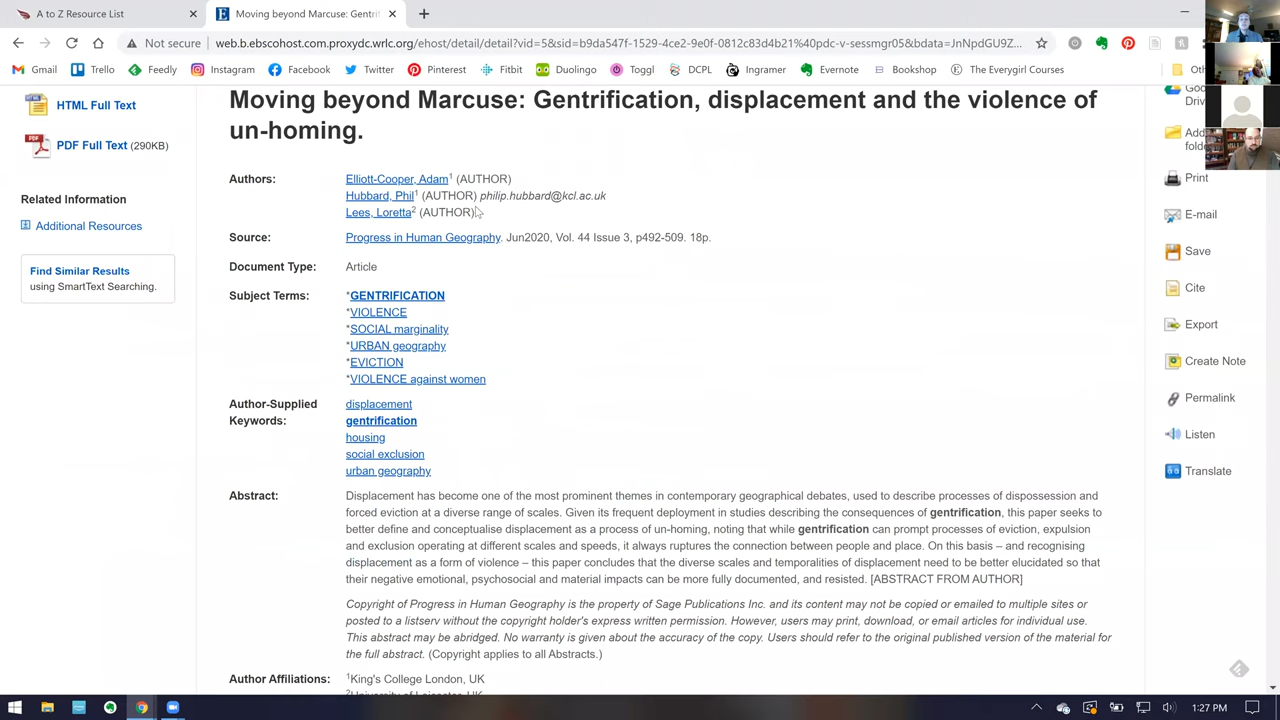 A to Z Resource List
Moving beyond Marcuse: Gentrif
Not secure
web.b.ebscohost.com.proxydc.wrlc.org/ehost/detail/detail?vid=5&sid=b9da547f-1529-4ce2-9e0f-0812c83d4b21%40pdc-v-sessmgr05&bdata=JnNpdGU9Z...
Gmail
Trello
Feedly
Instagram
Facebook
Twitter
Pinterest
Fitbit
Duolingo
Toggl
DCPL
Ingramer
Evernote
Bookshop
The Everygirl Courses
HTML Full Text
PDF Full Text (290KB)
Related Information
Additional Resources
Find Similar Results
using SmartText Searching.
Moving beyond Marcuse: Gentrification, displacement and the violence of
un-homing.
Authors: Elliott-Cooper, Adam1 (AUTHOR)
Hubbard, Phil1 (AUTHOR) philip.hubbard@kcl.ac.uk
Lees, Loretta2 (AUTHOR)
Source: Progress in Human Geography. Jun2020, Vol. 44 Issue 3, p492-509. 18p.
Document Type: Article
Subject Terms: *GENTRIFICATION
*VIOLENCE
*SOCIAL marginality
*URBAN geography
*EVICTION
*VIOLENCE against women
Author-Supplied displacement
Keywords: gentrification
housing
social exclusion
urban geography
Abstract: Displacement has become one of the most prominent themes in contemporary geographical debates, used to describe processes of dispossession and
forced eviction at a diverse range of scales. Given its frequent deployment in studies describing the consequences of gentrification, this paper seeks to
better define and conceptualise displacement as a process of un-homing, noting that while gentrification can prompt processes of eviction, expulsion
and exclusion operating at different scales and speeds, it always ruptures the connection between people and place. On this basis – and recognising
displacement as a form of violence – this paper concludes that the diverse scales and temporalities of displacement need to be better elucidated so that
their negative emotional, psychosocial and material impacts can be more fully documented, and resisted. [ABSTRACT FROM AUTHOR]
Copyright of Progress in Human Geography is the property of Sage Publications Inc. and its content may not be copied or emailed to multiple sites or
posted to a listserv without the copyright holder's express written permission. However, users may print, download, or email articles for individual use.
This abstract may be abridged. No warranty is given about the accuracy of the copy. Users should refer to the original published version of the material for
the full abstract. (Copyright applies to all Abstracts.)
Author Affiliations: 1King's College London, UK
Print
E-mail
Save
Cite
Export
Create Note
Permalink
Listen
Translate
1:27 PM